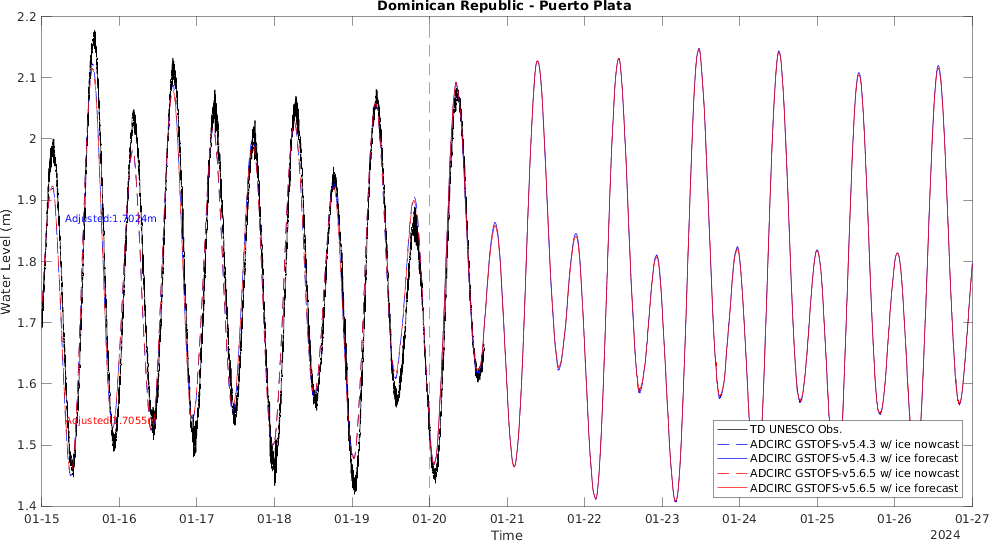 Dominican Republic - Puerto Plata
2.2
2.1
2
1.9
1.8
1.7
1.6
1.5
1.4
Water Level (m)
Adjusted:1.7024m
Adjusted:1.7055m
TD UNESCO Obs.
ADCIRC GSTOFS-v5.4.3 w/ ice nowcast
ADCIRC GSTOFS-v5.4.3 w/ ice forecast
ADCIRC GSTOFS-v5.6.5 w/ ice nowcast
ADCIRC GSTOFS-v5.6.5 w/ ice forecast
01-15 01-16 01-17 01-18 01-19 01-20 01-21 01-22 01-23 01-24 01-25 01-26 01-27
Time
2024